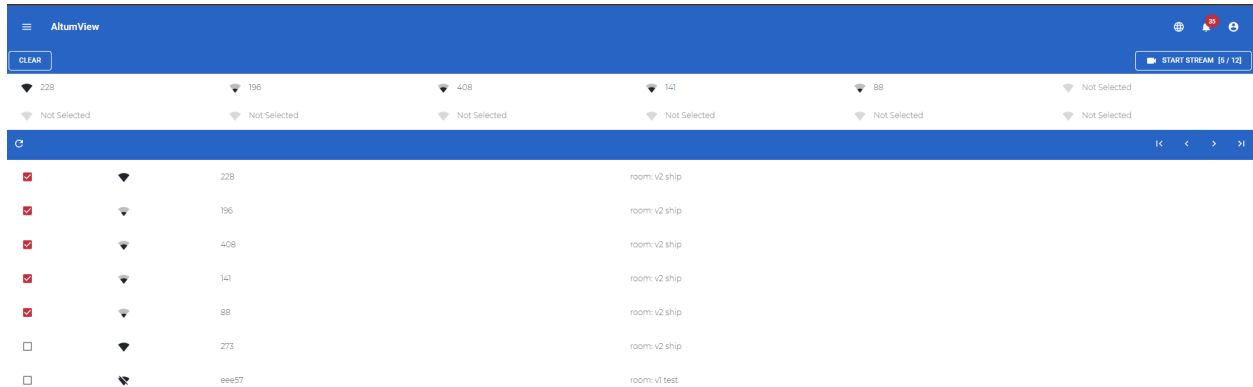 AltumView
35
CLEAR
START STREAM [5 / 12]
228 196 408 141 88 Not Selected
Not Selected Not Selected Not Selected Not Selected Not Selected Not Selected
228 room: v2 ship
196 room: v2 ship
408 room: v2 ship
141 room: v2 ship
88 room: v2 ship
273 room: v2 ship
eee57 room: v1 test